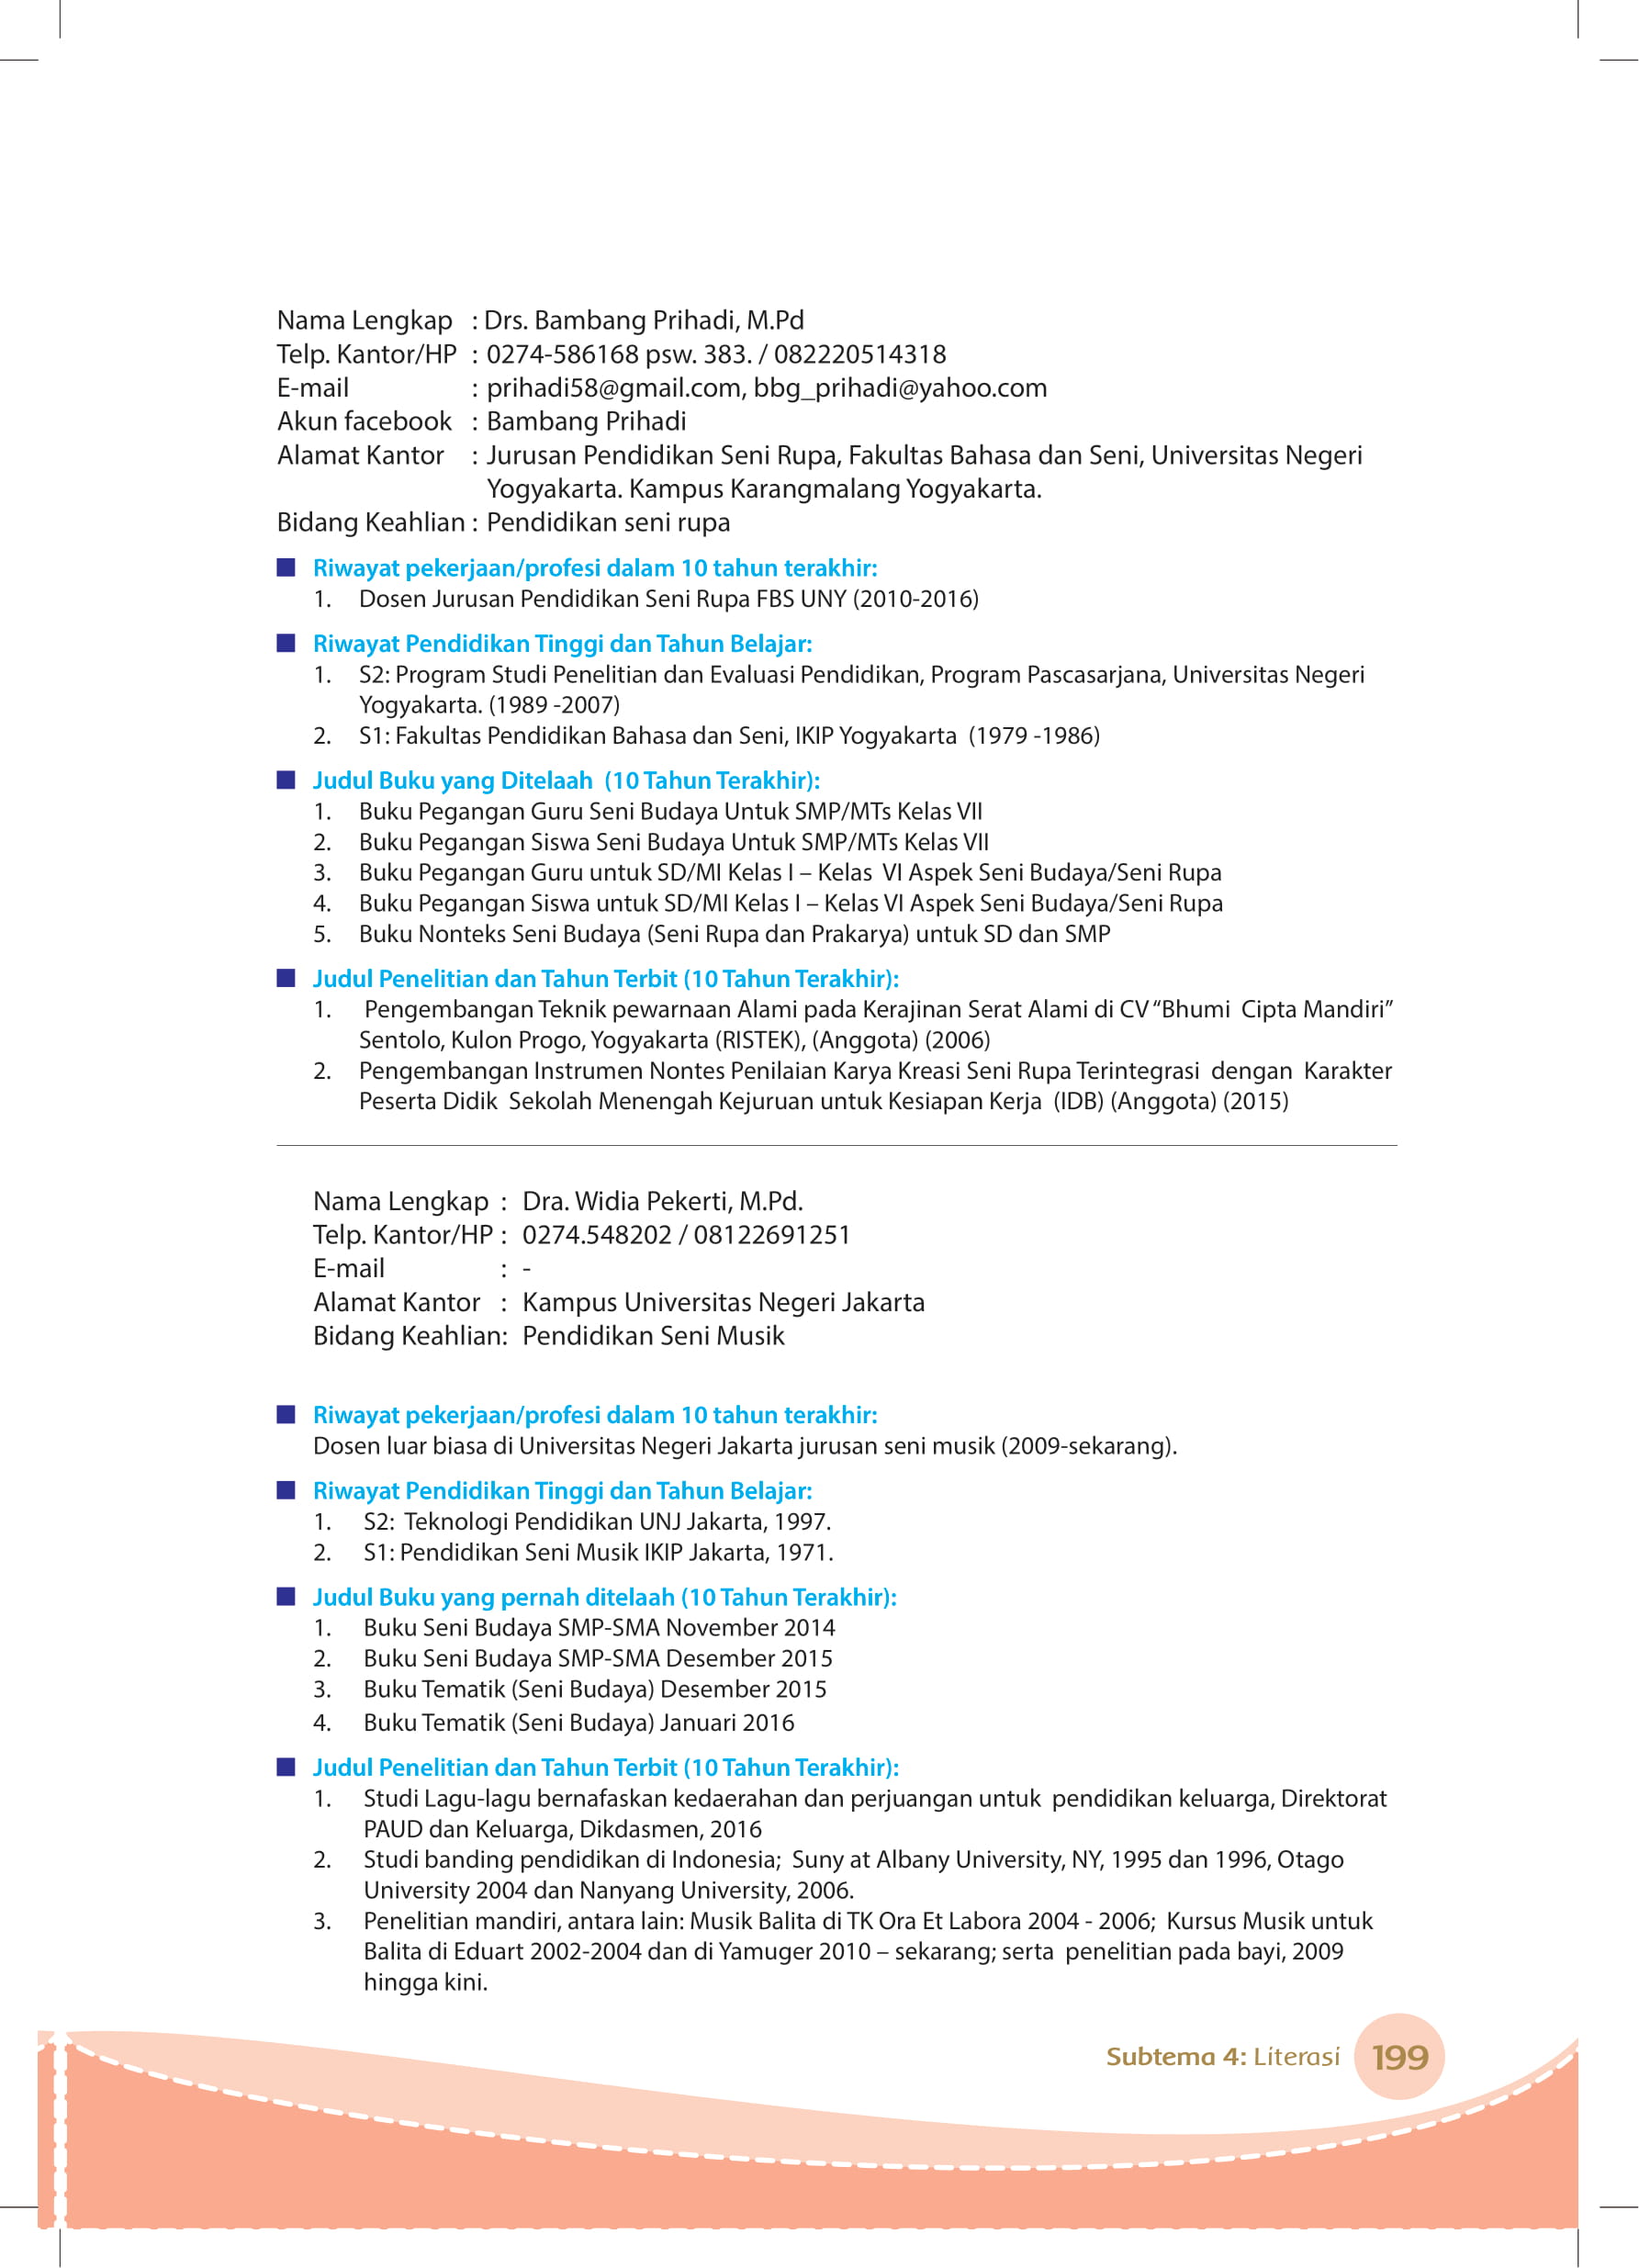 Nama Lengkap : Drs. Bambang Prihadi, M.Pd
Telp. Kantor/HP : 0274-586168 psw. 383. / 082220514318
E-mail : prihadi58@gmail.com, bbg_prihadi@yahoo.com
Akun facebook : Bambang Prihadi
Alamat Kantor : Jurusan Pendidikan Seni Rupa, Fakultas Bahasa dan Seni, Universitas Negeri
Yogyakarta. Kampus Karangmalang Yogyakarta.
Bidang Keahlian : Pendidikan seni rupa
Riwayat pekerjaan/profesi dalam 10 tahun terakhir:
1. Dosen Jurusan Pendidikan Seni Rupa FBS UNY (2010-2016)
Riwayat Pendidikan Tinggi dan Tahun Belajar:
1. S2: Program Studi Penelitian dan Evaluasi Pendidikan, Program Pascasarjana, Universitas Negeri
Yogyakarta. (1989 -2007)
2. S1: Fakultas Pendidikan Bahasa dan Seni, IKIP Yogyakarta (1979 -1986)
Judul Buku yang Ditelaah (10 Tahun Terakhir):
1. Buku Pegangan Guru Seni Budaya Untuk SMP/MTs Kelas VII
2. Buku Pegangan Siswa Seni Budaya Untuk SMP/MTs Kelas VII
3. Buku Pegangan Guru untuk SD/MI Kelas I – Kelas VI Aspek Seni Budaya/Seni Rupa
4. Buku Pegangan Siswa untuk SD/MI Kelas I – Kelas VI Aspek Seni Budaya/Seni Rupa
5. Buku Nonteks Seni Budaya (Seni Rupa dan Prakarya) untuk SD dan SMP
Judul Penelitian dan Tahun Terbit (10 Tahun Terakhir):
1. Pengembangan Teknik pewarnaan Alami pada Kerajinan Serat Alami di CV “Bhumi Cipta Mandiri”
Sentolo, Kulon Progo, Yogyakarta (RISTEK), (Anggota) (2006)
2. Pengembangan Instrumen Nontes Penilaian Karya Kreasi Seni Rupa Terintegrasi dengan Karakter
Peserta Didik Sekolah Menengah Kejuruan untuk Kesiapan Kerja (IDB) (Anggota) (2015)
Nama Lengkap : Dra. Widia Pekerti, M.Pd.
Telp. Kantor/HP : 0274.548202 / 08122691251
E-mail : -
Alamat Kantor : Kampus Universitas Negeri Jakarta
Bidang Keahlian: Pendidikan Seni Musik
Riwayat pekerjaan/profesi dalam 10 tahun terakhir:
Dosen luar biasa di Universitas Negeri Jakarta jurusan seni musik (2009-sekarang).
Riwayat Pendidikan Tinggi dan Tahun Belajar:
1. S2: Teknologi Pendidikan UNJ Jakarta, 1997.
2. S1: Pendidikan Seni Musik IKIP Jakarta, 1971.
Judul Buku yang pernah ditelaah (10 Tahun Terakhir):
1. Buku Seni Budaya SMP-SMA November 2014
2. Buku Seni Budaya SMP-SMA Desember 2015
3. Buku Tematik (Seni Budaya) Desember 2015
4. Buku Tematik (Seni Budaya) Januari 2016
Judul Penelitian dan Tahun Terbit (10 Tahun Terakhir):
1. Studi Lagu-lagu bernafaskan kedaerahan dan perjuangan untuk pendidikan keluarga, Direktorat
PAUD dan Keluarga, Dikdasmen, 2016
2. Studi banding pendidikan di Indonesia; Suny at Albany University, NY, 1995 dan 1996, Otago
University 2004 dan Nanyang University, 2006.
3. Penelitian mandiri, antara lain: Musik Balita di TK Ora Et Labora 2004 - 2006; Kursus Musik untuk
Balita di Eduart 2002-2004 dan di Yamuger 2010 – sekarang; serta penelitian pada bayi, 2009
hingga kini.
Subtema 4: Literasi 199